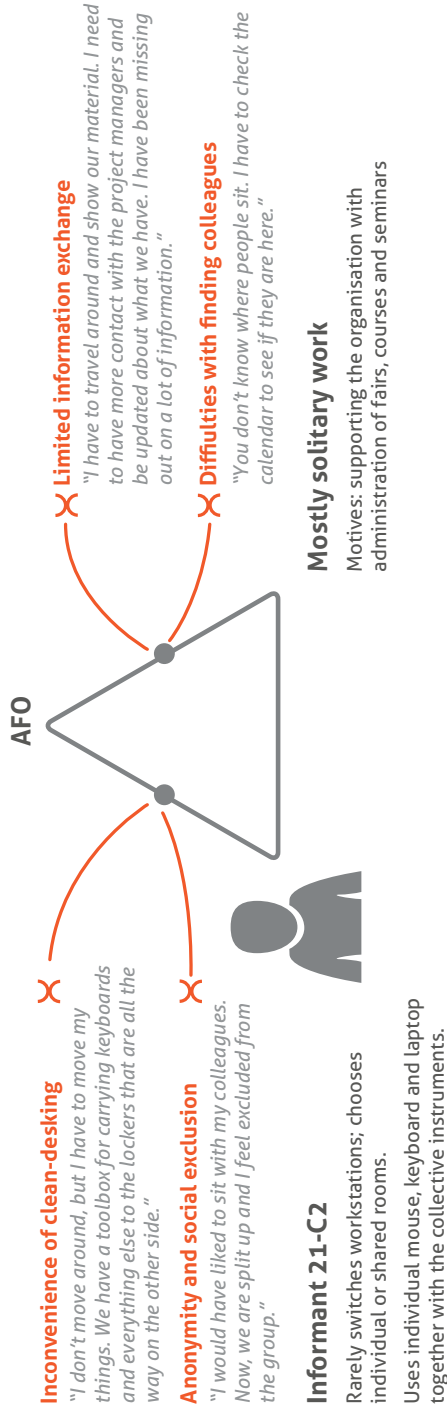 AFO
Inconvenience of clean-desking
"I don't move around, but I have to move my
things. We have a toolbox for carrying keyboards
and everything else to the lockers that are all the
way on the other side."
Anonymity and social exclusion
"I would have liked to sit with my colleagues.
Now, we are split up and I feel excluded from
the group."
Limited information exchange
"I have to travel around and show our material. I need
to have more contact with the project managers and
be updated about what we have. I have been missing
out on a lot of information."
Diffiulties with finding colleagues
"You don't know where people sit. I have to check the
calendar to see if they are here."
Informant 21-C2
Rarely switches workstations; chooses
individual or shared rooms.
Uses individual mouse, keyboard and laptop
together with the collective instruments.
Mostly solitary work
Motives: supporting the organisation with
administration of fairs, courses and seminars